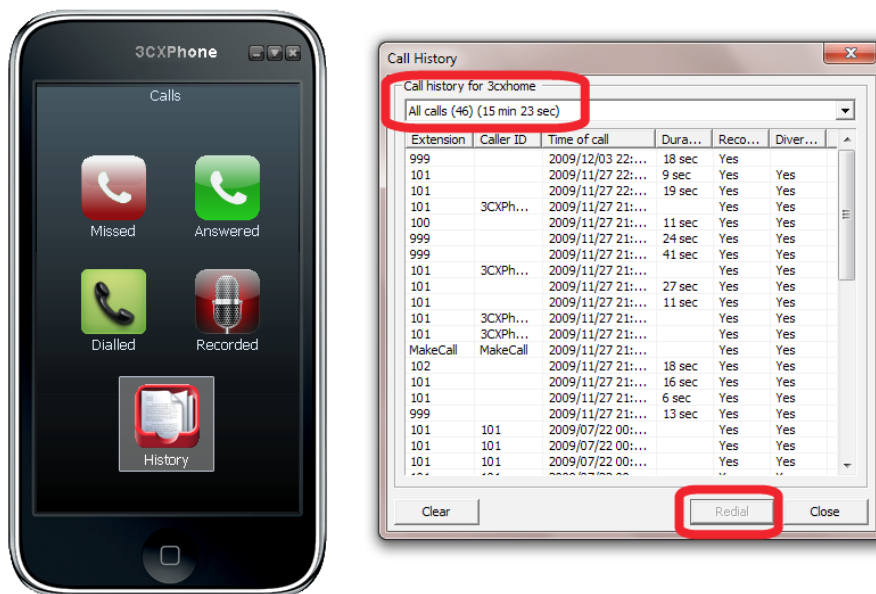 3CXPhone
Calls
Missed Answered
Dialled Recorded
History
Call History
Call history for 3cxhome
All calls (46) (15 min 23 sec)
Extension Caller ID Time of call Dura... Reco... Diver...
999 2009/12/03 22:... 18 sec Yes
101 2009/11/27 22:... 9 sec Yes Yes
101 2009/11/27 22:... 19 sec Yes Yes
101 3CXPh... 2009/11/27 21:... Yes Yes
100 2009/11/27 21:... 11 sec Yes Yes
999 2009/11/27 21:... 24 sec Yes Yes
999 2009/11/27 21:... 41 sec Yes Yes
101 3CXPh... 2009/11/27 21:... Yes Yes
101 2009/11/27 21:... 27 sec Yes Yes
101 2009/11/27 21:... 11 sec Yes Yes
101 3CXPh... 2009/11/27 21:... Yes Yes
101 3CXPh... 2009/11/27 21:... Yes Yes
MakeCall MakeCall 2009/11/27 21:... Yes Yes
102 2009/11/27 21:... 18 sec Yes Yes
101 2009/11/27 21:... 16 sec Yes Yes
101 2009/11/27 21:... 6 sec Yes Yes
999 2009/11/27 21:... 13 sec Yes Yes
101 101 2009/07/22 00:... Yes Yes
101 101 2009/07/22 00:... Yes Yes
101 101 2009/07/22 00:... Yes Yes
Clear Redial Close